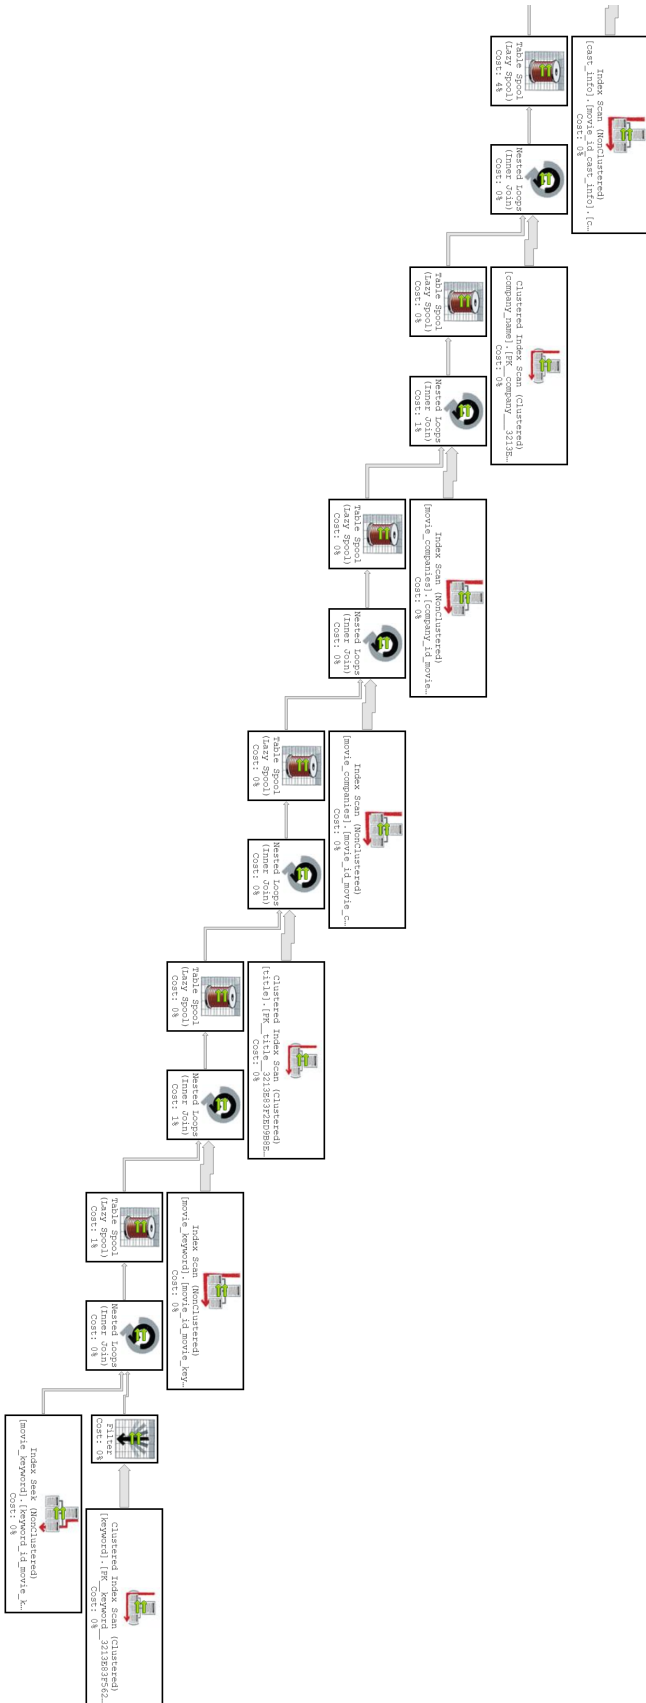 Table Spool
(Lazy Spool)
Cost: 4%
Index Scan (NonClustered)
[cast_info].[movie_id_cast_info].[c…
Cost: 0%
Nested Loops
(Inner Join)
Cost: 0%
Table Spool
(Lazy Spool)
Cost: 0%
Clustered Index Scan (Clustered)
[company_name].[PK__company___3213E…
Cost: 0%
Nested Loops
(Inner Join)
Cost: 1%
Table Spool
(Lazy Spool)
Cost: 0%
Index Scan (NonClustered)
[movie_companies].[company_id_movie…
Cost: 0%
Nested Loops
(Inner Join)
Cost: 0%
Table Spool
(Lazy Spool)
Cost: 0%
Index Scan (NonClustered)
[movie_companies].[movie_id_movie_c…
Cost: 0%
Nested Loops
(Inner Join)
Cost: 0%
Table Spool
(Lazy Spool)
Cost: 0%
Clustered Index Scan (Clustered)
[title].[PK__title__3213E83F2ED9B8E…
Cost: 0%
Nested Loops
(Inner Join)
Cost: 1%
Table Spool
(Lazy Spool)
Cost: 1%
Index Scan (NonClustered)
[movie_keyword].[movie_id_movie_key…
Cost: 0%
Nested Loops
(Inner Join)
Cost: 0%
Index Seek (NonClustered)
[movie_keyword].[keyword_id_movie_k…
Cost: 0%
Filter
Cost: 0%
Clustered Index Scan (Clustered)
[keyword].[PK__keyword__3213E83F562…
Cost: 0%